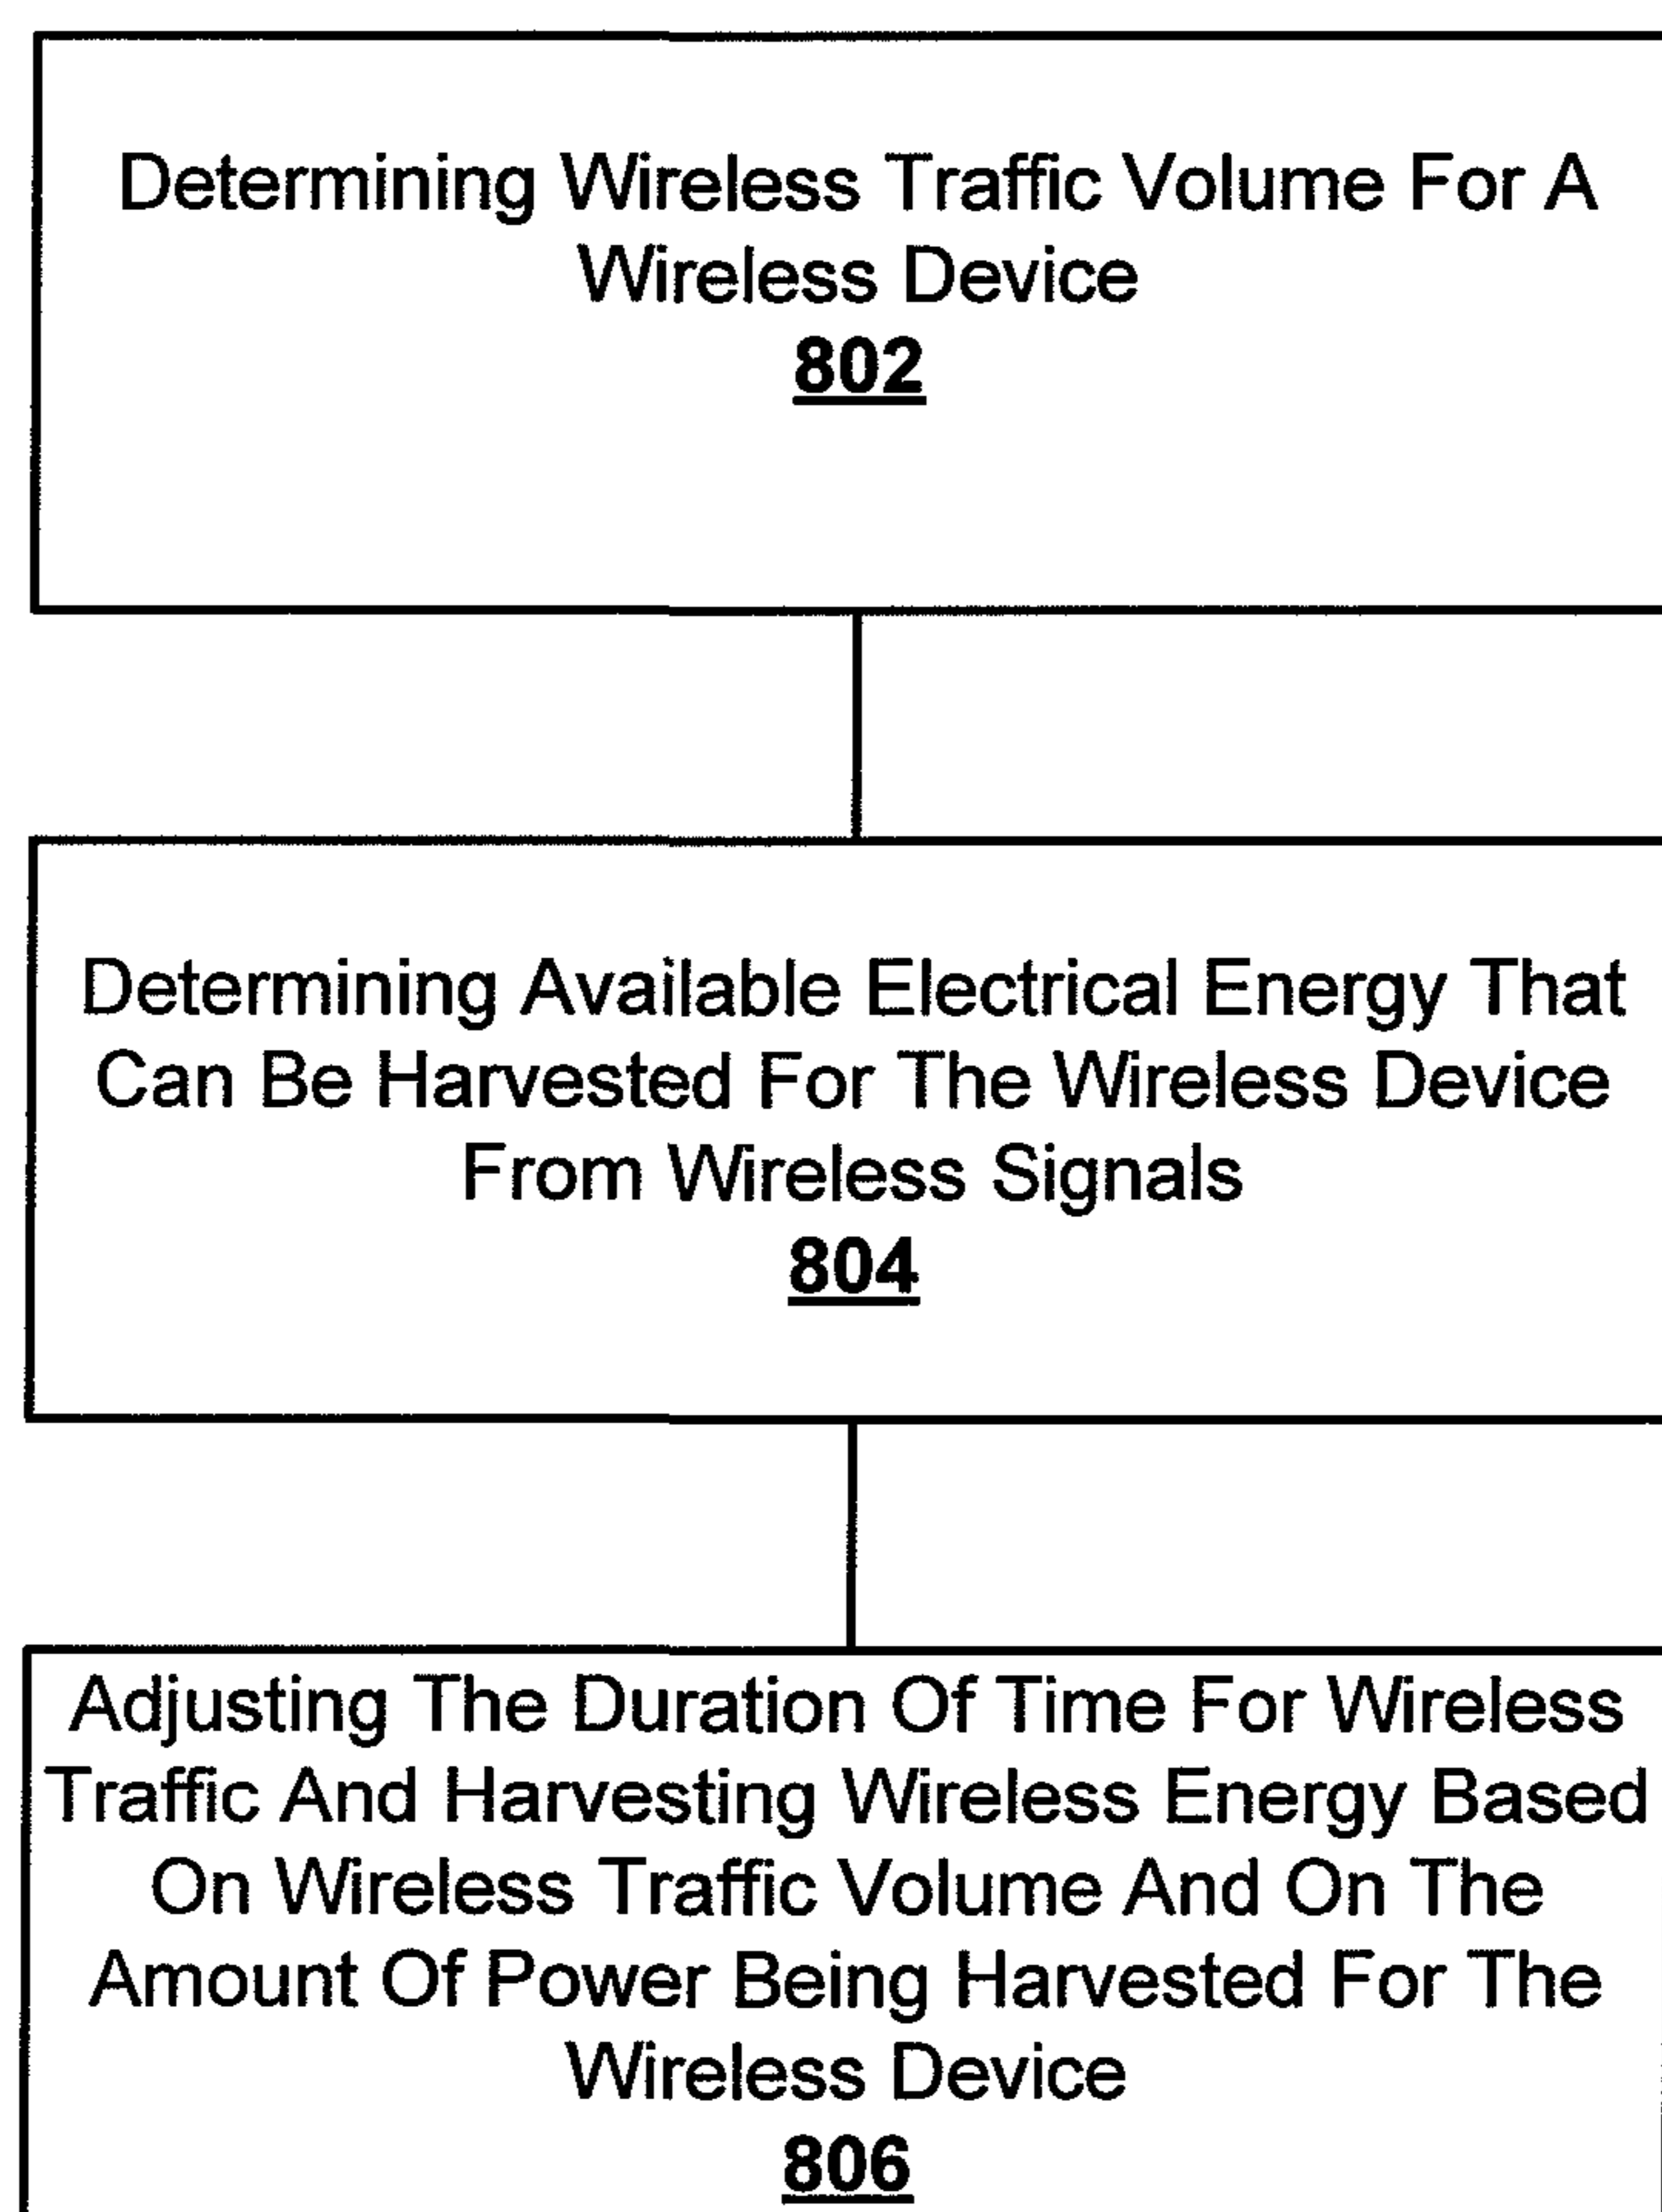 Determining Wireless Traffic Volume For A
Wireless Device
802
Determining Available Electrical Energy That
Can Be Harvested For The Wireless Device
From Wireless Signals
804
Adjusting The Duration Of Time For Wireless
Traffic And Harvesting Wireless Energy Based
On Wireless Traffic Volume And On The
Amount Of Power Being Harvested For The
Wireless Device
806